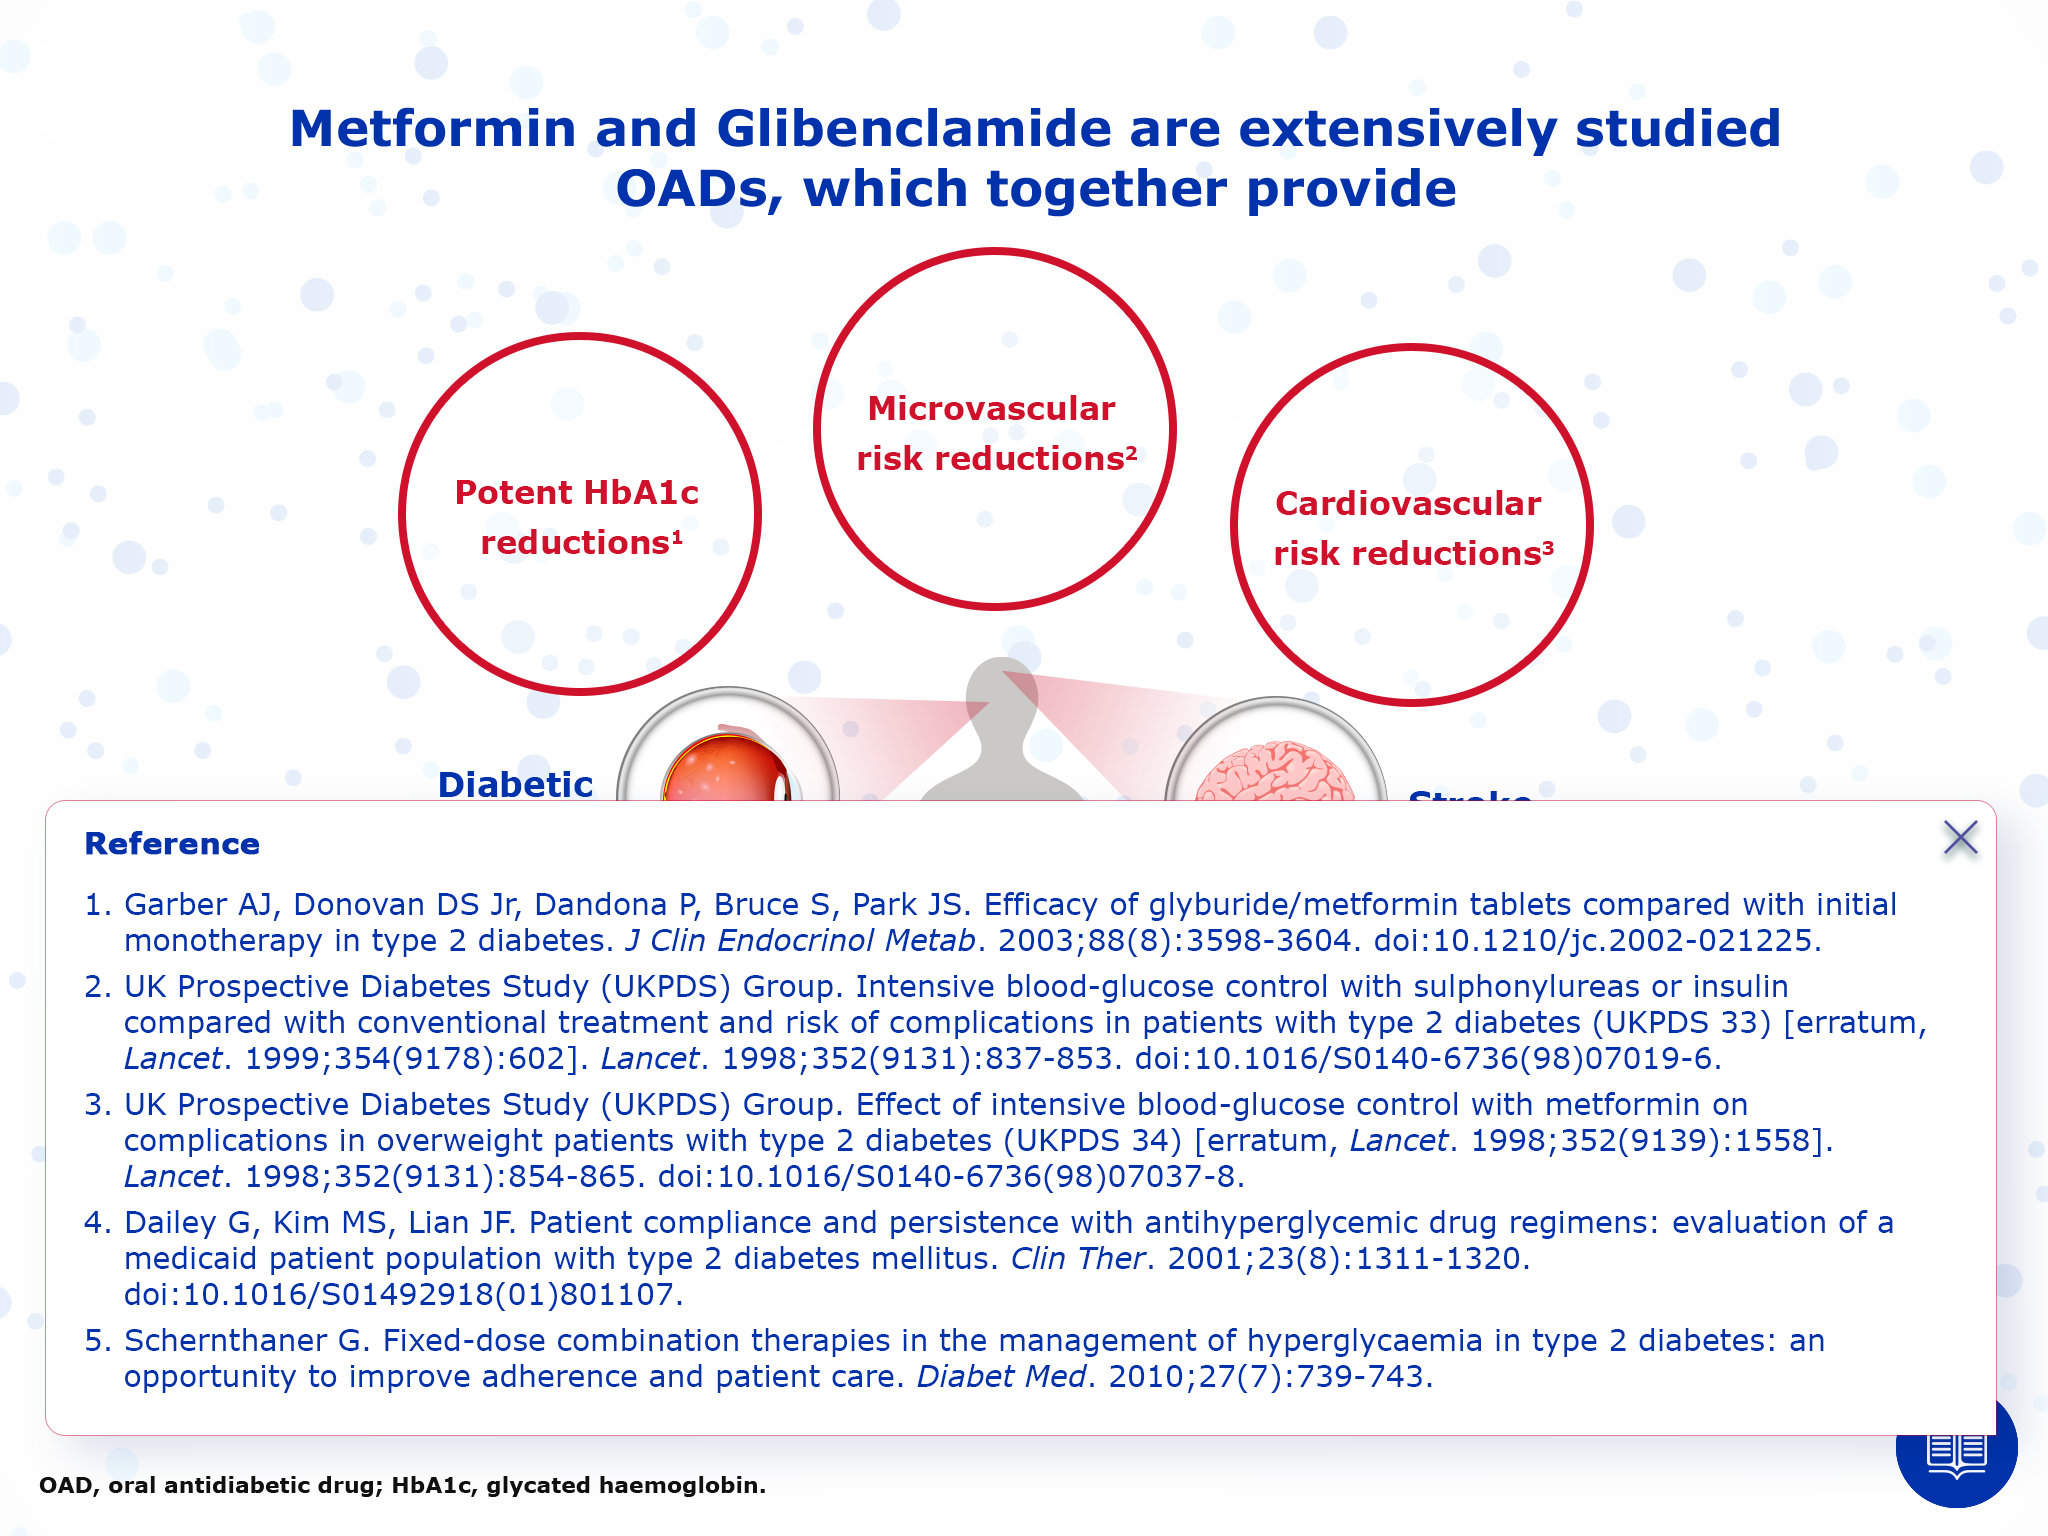 Metformin and Glibenclamide are extensively studied
OADs, which together provide
Microvascular
risk reductions²
Potent HbA1c
reductions¹
Cardiovascular
risk reductions³
Diabetic
Stroke
Reference
1. Garber AJ, Donovan DS Jr, Dandona P, Bruce S, Park JS. Efficacy of glyburide/metformin tablets compared with initial
monotherapy in type 2 diabetes. J Clin Endocrinol Metab. 2003;88(8):3598-3604. doi:10.1210/jc.2002-021225.
2. UK Prospective Diabetes Study (UKPDS) Group. Intensive blood-glucose control with sulphonylureas or insulin
compared with conventional treatment and risk of complications in patients with type 2 diabetes (UKPDS 33) [erratum,
Lancet. 1999;354(9178):602]. Lancet. 1998;352(9131):837-853. doi:10.1016/S0140-6736(98)07019-6.
3. UK Prospective Diabetes Study (UKPDS) Group. Effect of intensive blood-glucose control with metformin on
complications in overweight patients with type 2 diabetes (UKPDS 34) [erratum, Lancet. 1998;352(9139):1558].
Lancet. 1998;352(9131):854-865. doi:10.1016/S0140-6736(98)07037-8.
4. Dailey G, Kim MS, Lian JF. Patient compliance and persistence with antihyperglycemic drug regimens: evaluation of a
medicaid patient population with type 2 diabetes mellitus. Clin Ther. 2001;23(8):1311-1320.
doi:10.1016/S01492918(01)801107.
5. Schernthaner G. Fixed-dose combination therapies in the management of hyperglycaemia in type 2 diabetes: an
opportunity to improve adherence and patient care. Diabet Med. 2010;27(7):739-743.
OAD, oral antidiabetic drug; HbA1c, glycated haemoglobin.